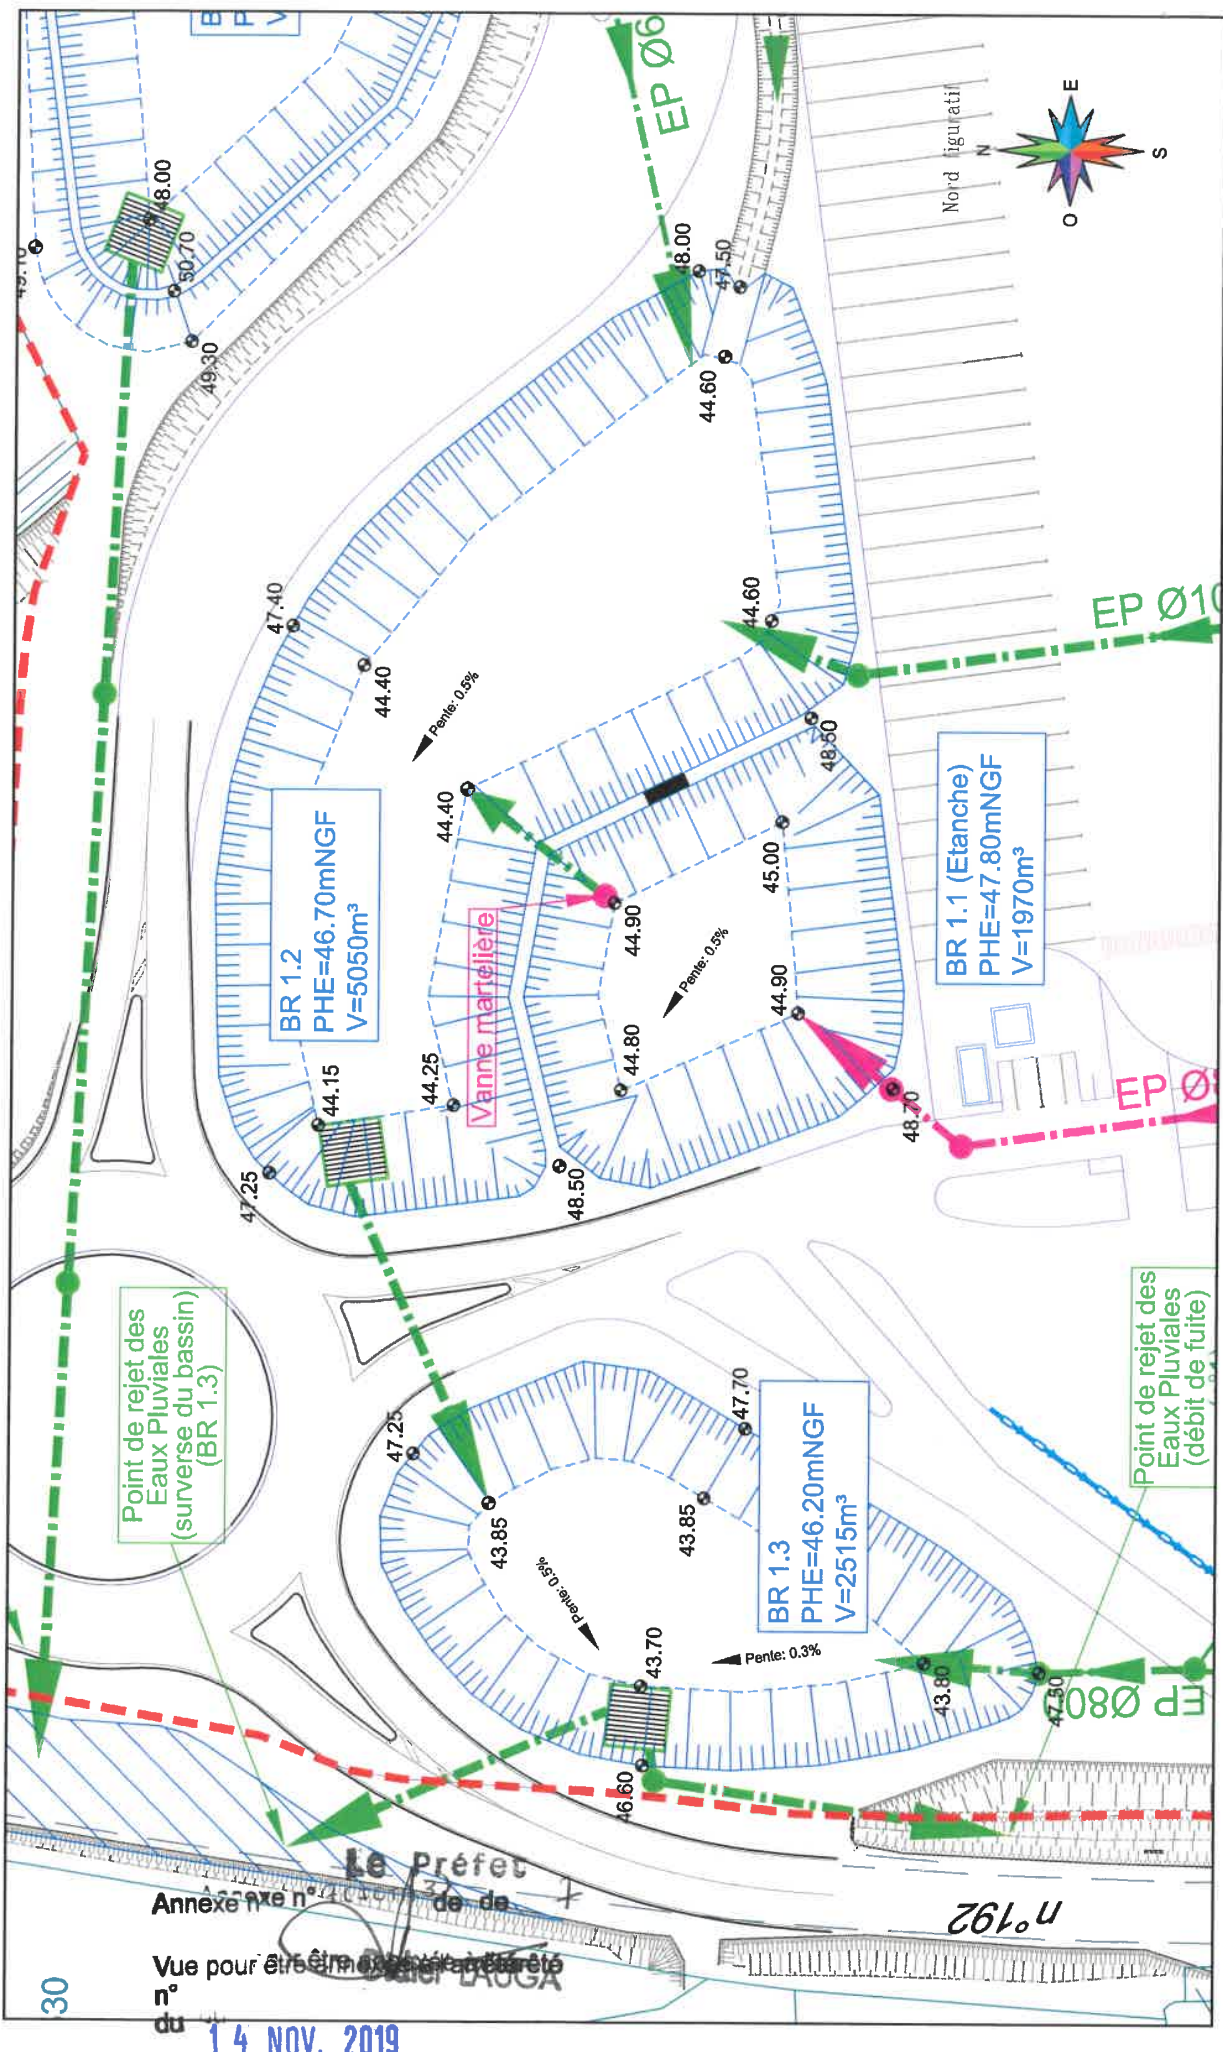 49.10
48.00
50.70
49.30
EP Ø6
48.00
47.50
44.60
Nord figuratif
N
E
S
O
47.40
44.40
Pente: 0.5%
44.60
EP Ø10
44.40
BR 1.2
PHE=46.70mNGF
V=5050m³
Vanne martelière
44.90
45.00
48.50
Pente: 0.5%
44.90
44.80
BR 1.1 (Etanche)
PHE=47.80mNGF
V=1970m³
44.15
44.25
47.25
48.50
48.70
EP Ø
Point de rejet des
Eaux Pluviales
(surverse du bassin)
(BR 1.3)
47.25
43.85
47.70
43.85
BR 1.3
PHE=46.20mNGF
V=2515m³
Point de rejet des
Eaux Pluviales
(débit de fuite)
Pente: 0.5%
Pente: 0.3%
43.70
43.80
47.50
46.60
EP Ø80
n°192
30
Le Préfet
Annexe n° de
Vue pour être
n°
du
14 NOV. 2019
Didier LAUGA